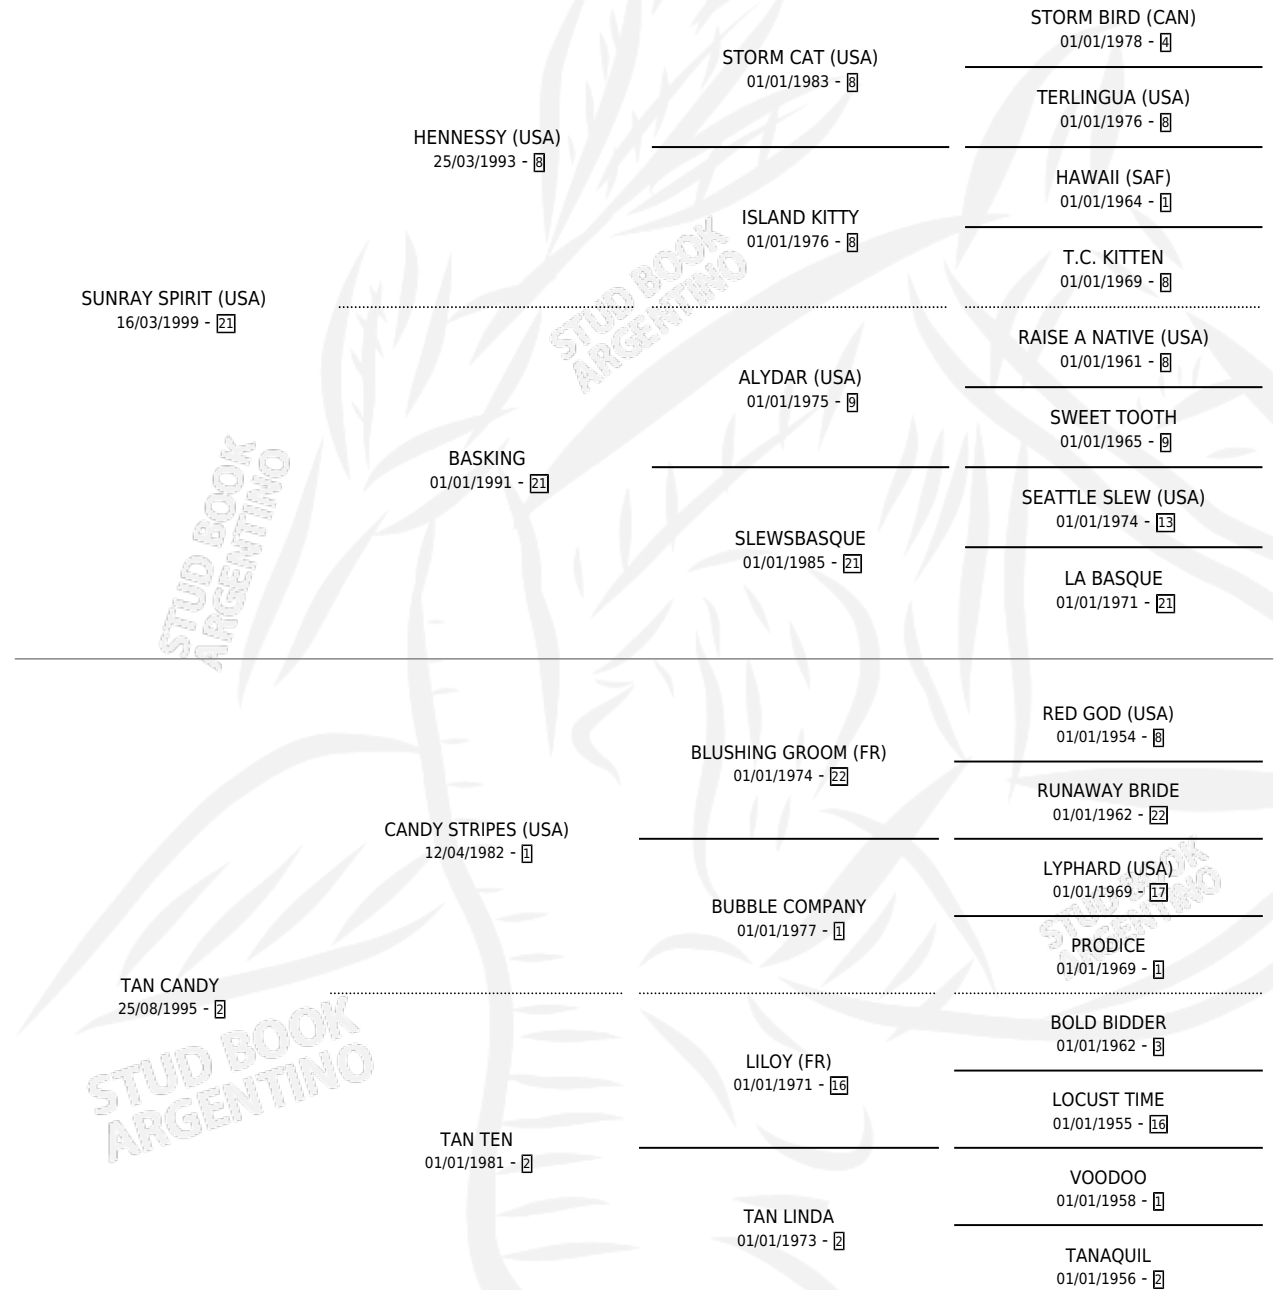 STORM BIRD (CAN)
01/01/1978 - 4
STORM CAT (USA)
01/01/1983 - 8
TERLINGUA (USA)
01/01/1976 - 8
HENNESSY (USA)
25/03/1993 - 8
HAWAII (SAF)
01/01/1964 - 1
ISLAND KITTY
01/01/1976 - 8
T.C. KITTEN
01/01/1969 - 8
SUNRAY SPIRIT (USA)
16/03/1999 - 21
RAISE A NATIVE (USA)
01/01/1961 - 8
ALYDAR (USA)
01/01/1975 - 9
SWEET TOOTH
01/01/1965 - 9
BASKING
01/01/1991 - 21
SEATTLE SLEW (USA)
01/01/1974 - 13
SLEWSBASQUE
01/01/1985 - 21
LA BASQUE
01/01/1971 - 21
STUD BOOK
ARGENTINO
STUD BOOK
ARGENTINO
RED GOD (USA)
01/01/1954 - 8
BLUSHING GROOM (FR)
01/01/1974 - 22
RUNAWAY BRIDE
01/01/1962 - 22
CANDY STRIPES (USA)
12/04/1982 - 1
LYPHARD (USA)
01/01/1969 - 17
BUBBLE COMPANY
01/01/1977 - 1
PRODICE
01/01/1969 - 1
STUD BOOK
ARGENTINO
TAN CANDY
25/08/1995 - 2
BOLD BIDDER
01/01/1962 - 3
LILOY (FR)
01/01/1971 - 16
LOCUST TIME
01/01/1955 - 16
STUD BOOK
ARGENTINO
TAN TEN
01/01/1981 - 2
VOODOO
01/01/1958 - 1
TAN LINDA
01/01/1973 - 2
TANAQUIL
01/01/1956 - 2